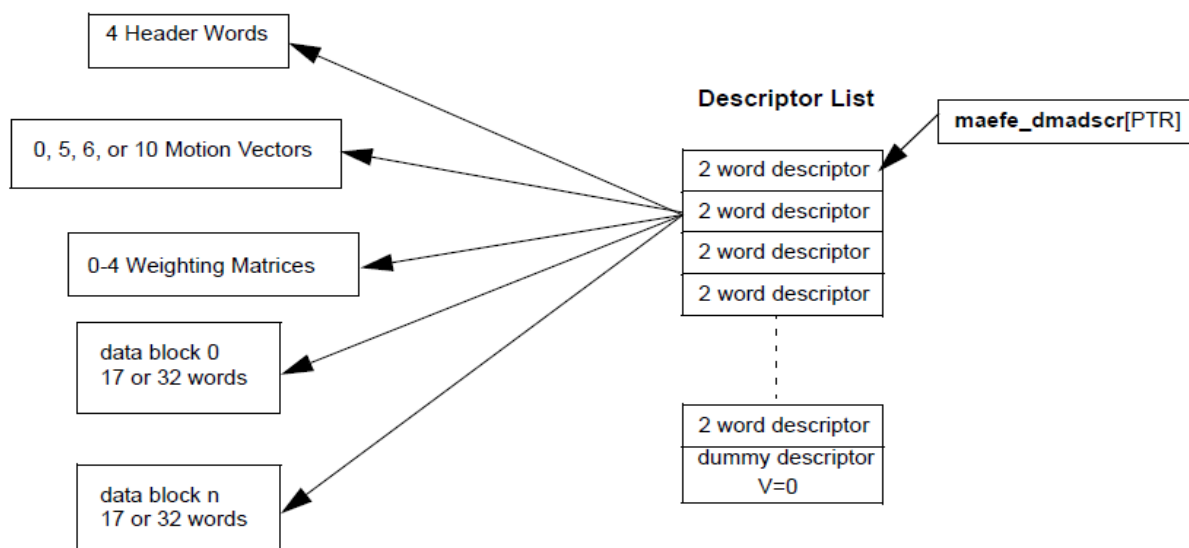 4 Header Words
0, 5, 6, or 10 Motion Vectors
0-4 Weighting Matrices
data block 0
17 or 32 words
data block n
17 or 32 words
Descriptor List
2 word descriptor
2 word descriptor
2 word descriptor
2 word descriptor
2 word descriptor
dummy descriptor
V=0
maefe_dmadscr[PTR]